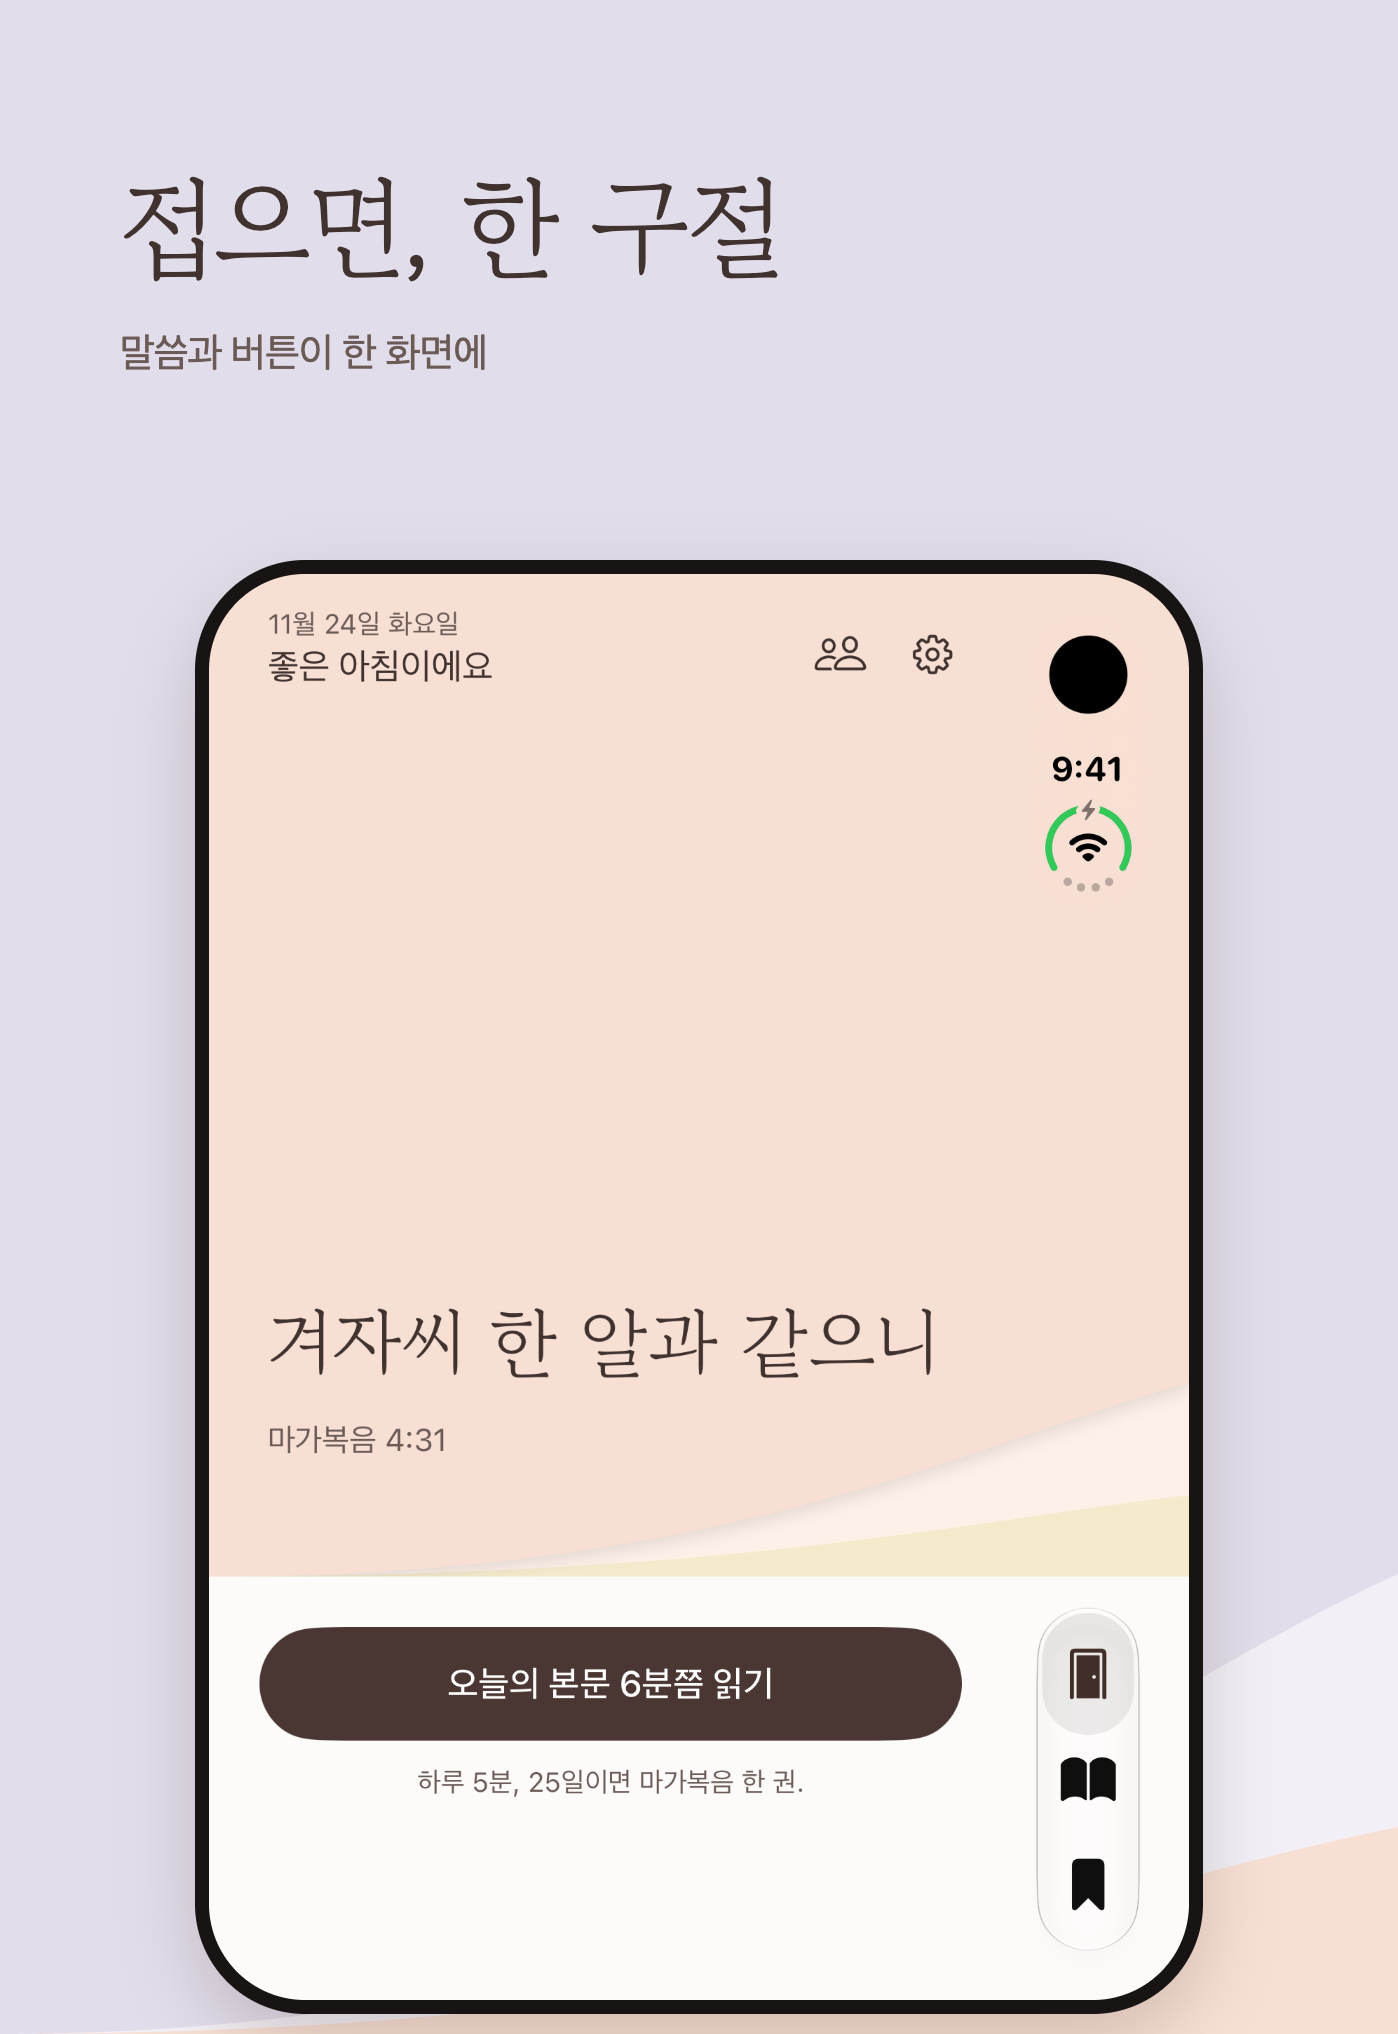 접으면, 한 구절
말씀과 버튼이 한 화면에
11월 24일 화요일
좋은 아침이에요
9:41
겨자씨 한 알과 같으니
마가복음 4:31
오늘의 본문 6분쯤 읽기
하루 5분, 25일이면 마가복음 한 권.